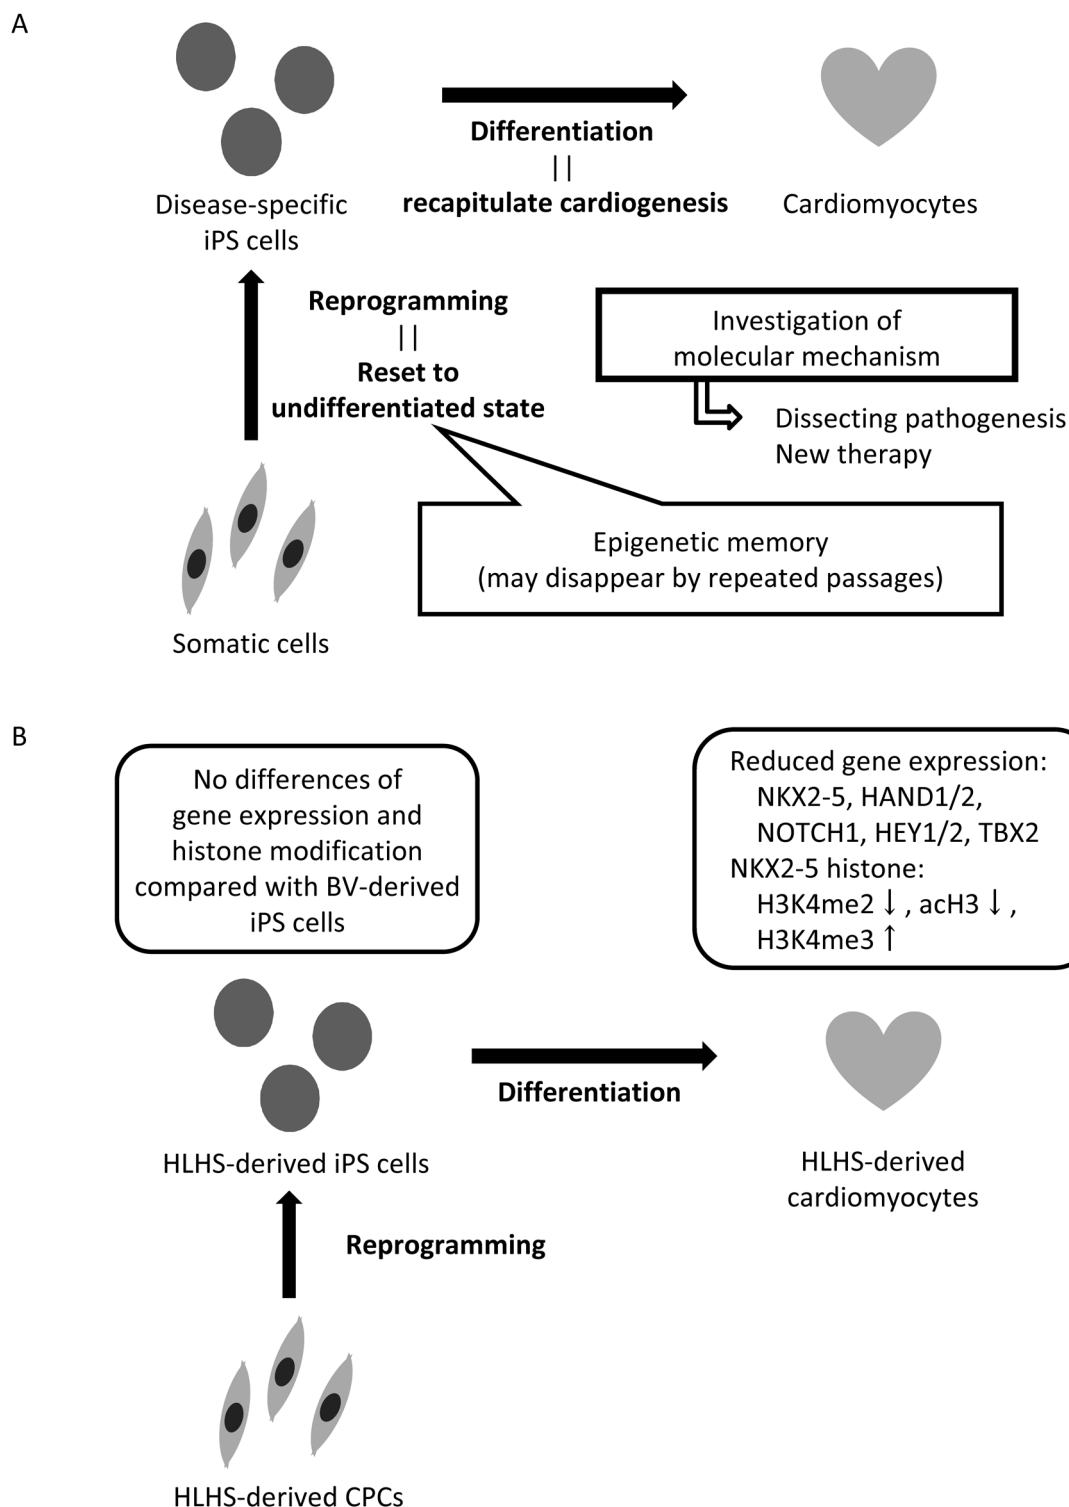 A
Differentiation
||
recapitulate cardiogenesis
Disease-specific
iPS cells
Cardiomyocytes
Reprogramming
||
Reset to
undifferentiated state
Investigation of
molecular mechanism
Dissecting pathogenesis
New therapy
Epigenetic memory
(may disappear by repeated passages)
Somatic cells
B
No differences of
gene expression and
histone modification
compared with BV-derived
iPS cells
Reduced gene expression:
NKX2-5, HAND1/2,
NOTCH1, HEY1/2, TBX2
NKX2-5 histone:
H3K4me2 ↓ , acH3 ↓ ,
H3K4me3 ↑
Differentiation
HLHS-derived iPS cells
HLHS-derived
cardiomyocytes
Reprogramming
HLHS-derived CPCs